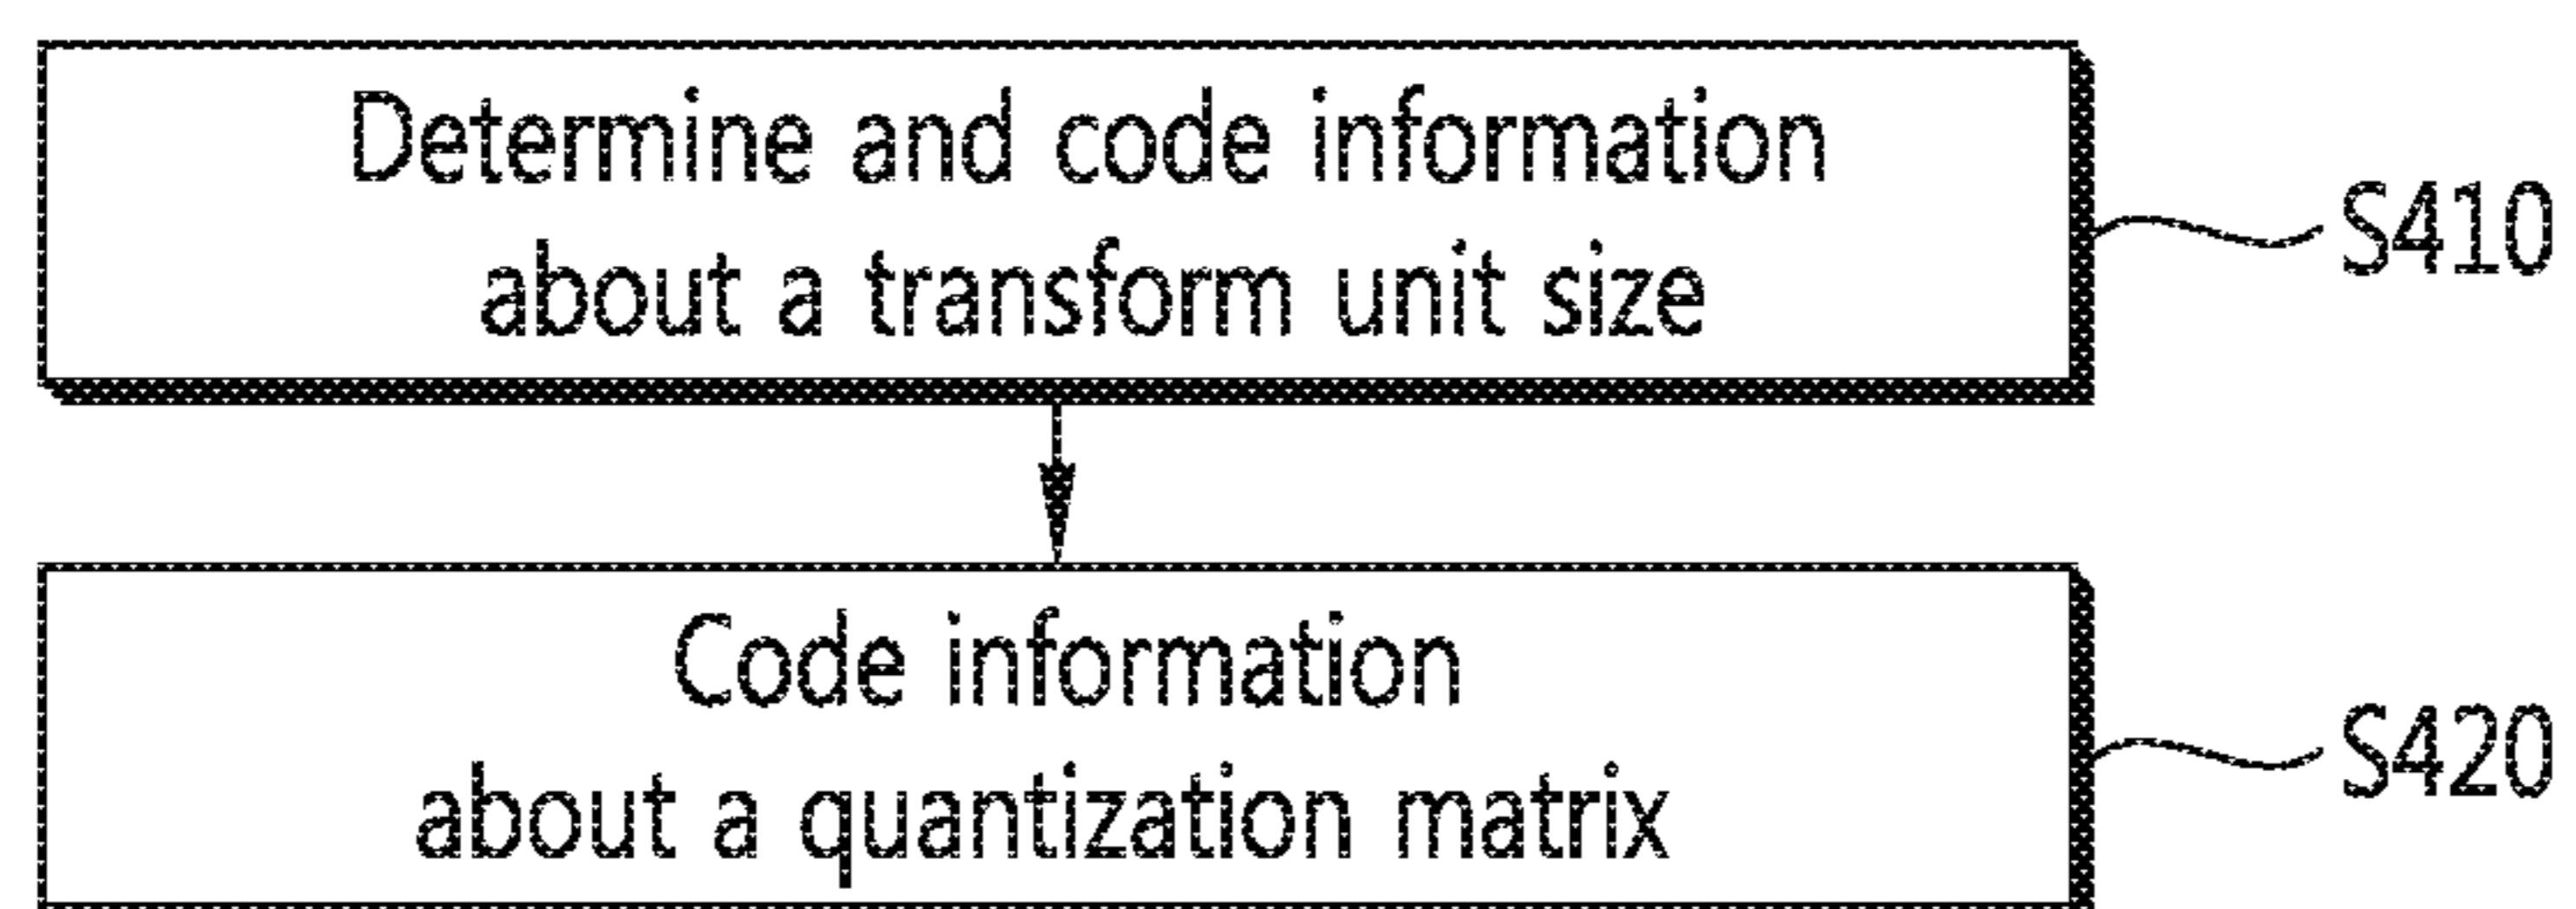 Determine and code information
about a transform unit size
S410
Code information
about a quantization matrix
S420